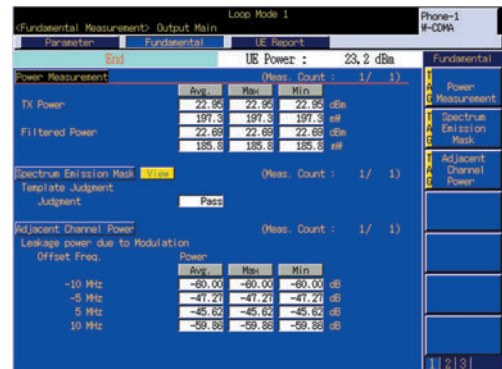 Loop Mode 1
Phone-1
<Fundamental Measurement> Output Main
W-CDMA
Parameter Fundamental UE Report
End UE Power : 23.2 dBm Fundamental
Power Measurement (Meas. Count : 1/ 1)
Avg. Max Min
TX Power 22.95 22.95 22.95 dBm
197.3 197.3 197.3 mW
Filtered Power 22.69 22.69 22.69 dBm
185.8 185.8 185.8 mW
Spectrum Emission Mask View (Meas. Count : 1/ 1)
Template Judgment
Judgment Pass
Adjacent Channel Power (Meas. Count : 1/ 1)
Leakage power due to Modulation
Offset Freq. Power
Avg. Max Min
-10 MHz -60.00 -60.00 -60.00 dB
-5 MHz -47.27 -47.27 -47.27 dB
5 MHz -45.62 -45.62 -45.62 dB
10 MHz -59.86 -59.86 -59.86 dB
TAG Power Measurement
TAG Spectrum Emission Mask
TAG Adjacent Channel Power
1 2 3